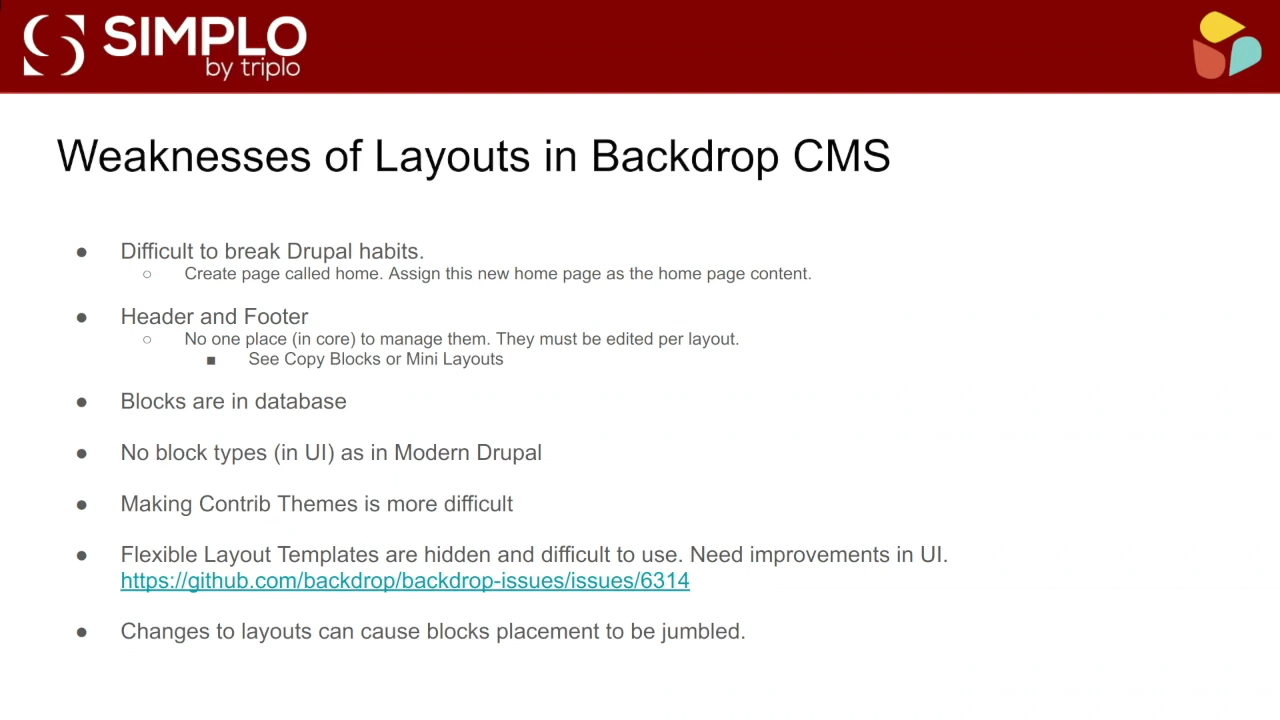 SIMPLO
by triplo
Weaknesses of Layouts in Backdrop CMS
● Difficult to break Drupal habits.
○ Create page called home. Assign this new home page as the home page content.
● Header and Footer
○ No one place (in core) to manage them. They must be edited per layout.
■ See Copy Blocks or Mini Layouts
● Blocks are in database
● No block types (in UI) as in Modern Drupal
● Making Contrib Themes is more difficult
● Flexible Layout Templates are hidden and difficult to use. Need improvements in UI.
https://github.com/backdrop/backdrop-issues/issues/6314
● Changes to layouts can cause blocks placement to be jumbled.